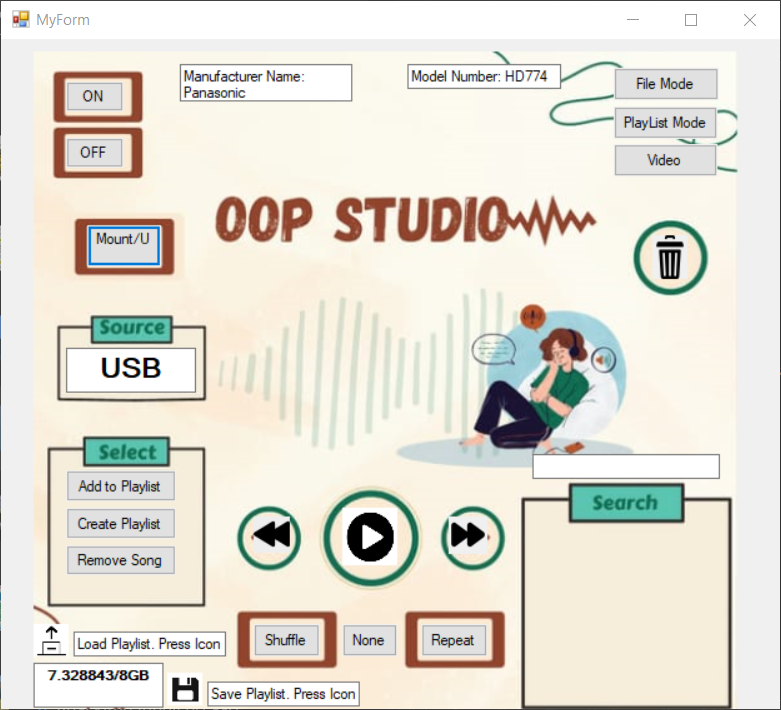 MyForm
ON
Manufacturer Name:
Panasonic
Model Number: HD774
File Mode
PlayList Mode
OFF
Video
OOP STUDIO
Mount/U
Source
USB
Select
Add to Playlist
Create Playlist
Remove Song
Search
Shuffle
None
Repeat
Load Playlist. Press Icon
7.328843/8GB
Save Playlist. Press Icon